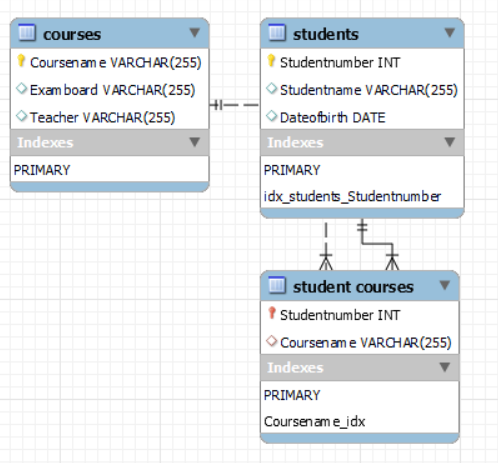 courses
Coursename VARCHAR(255)
Examboard VARCHAR(255)
Teacher VARCHAR(255)
Indexes
PRIMARY
students
Studentnumber INT
Studentname VARCHAR(255)
Dateofbirth DATE
Indexes
PRIMARY
idx_students_Studentnumber
student courses
Studentnumber INT
Coursename VARCHAR(255)
Indexes
PRIMARY
Coursename_idx